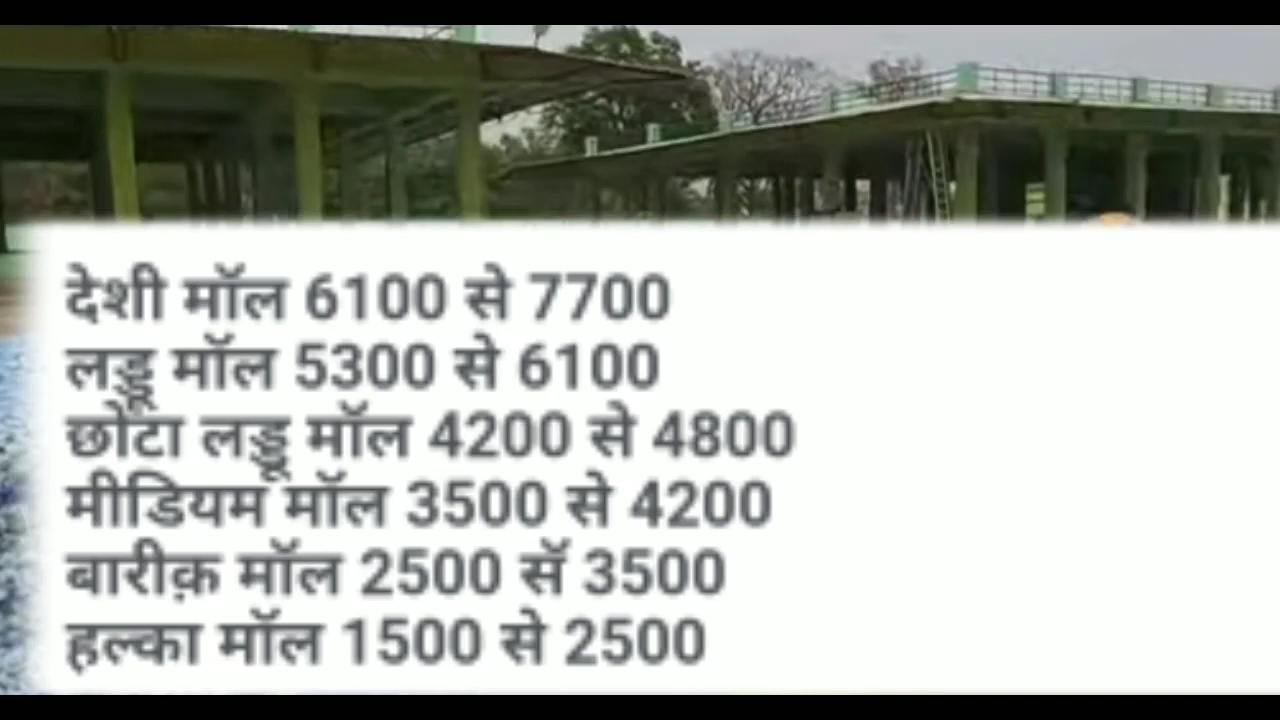 देशी मॉल 6100 से 7700
लड्डू मॉल 5300 से 6100
छोटा लड्डू मॉल 4200 से 4800
मीडियम मॉल 3500 से 4200
बारीक़ मॉल 2500 सॅ 3500
हल्का मॉल 1500 से 2500